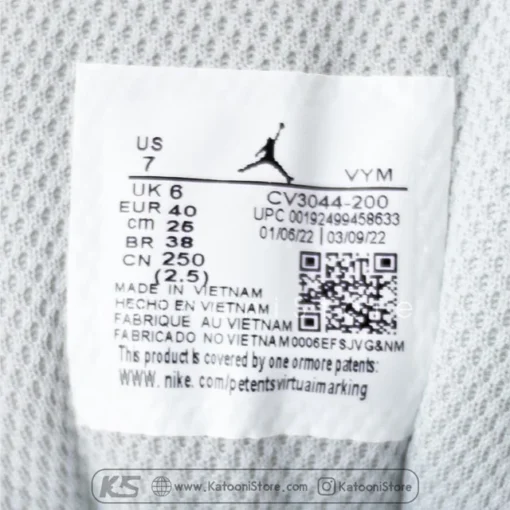 US
7
VYM
UK 6
EUR 40
cm 25
BR 38
CN 250
(2.5)
CV3044-200
UPC 00192499458633
01/06/22 | 03/09/22
MADE IN VIETNAM
HECHO EN VIETNAM
FABRIQUE AU VIETNAM
FABRICADO NO VIETNAM 0006EFSJVG&NM
This product is covered by one ormore patents:
WWW. nike. com/petentsvirtuaimarking
KS www.KatooniStore.com KatooniStore